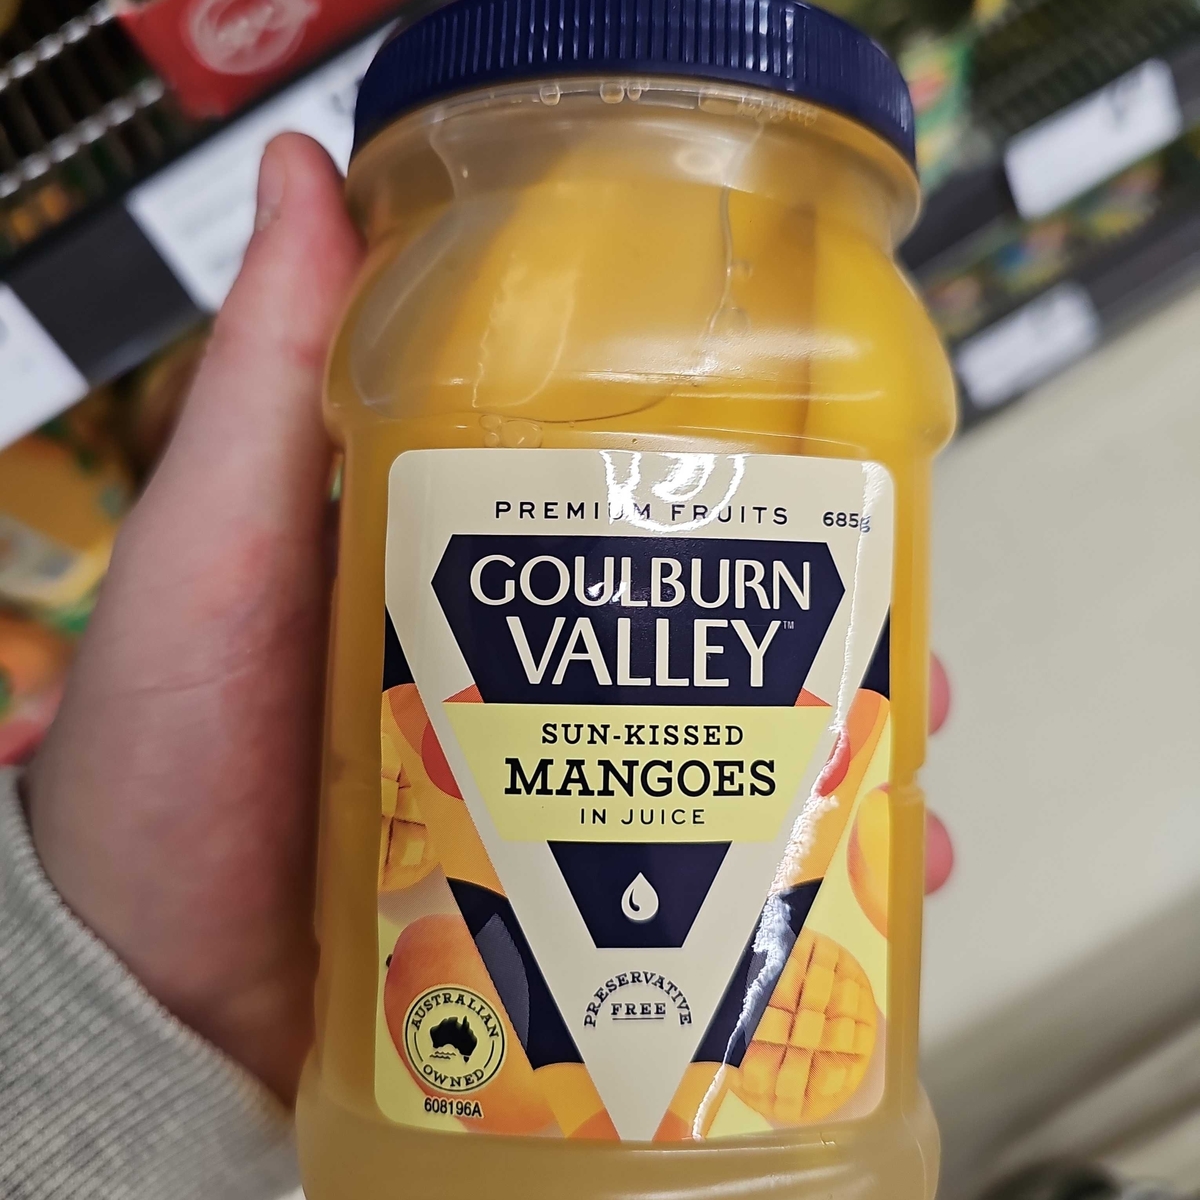 PREMIUM FRUITS 685g
GOULBURN
VALLEY™
SUN-KISSED
MANGOES
IN JUICE
PRESERVATIVE
FREE
AUSTRALIAN
OWNED
608196A